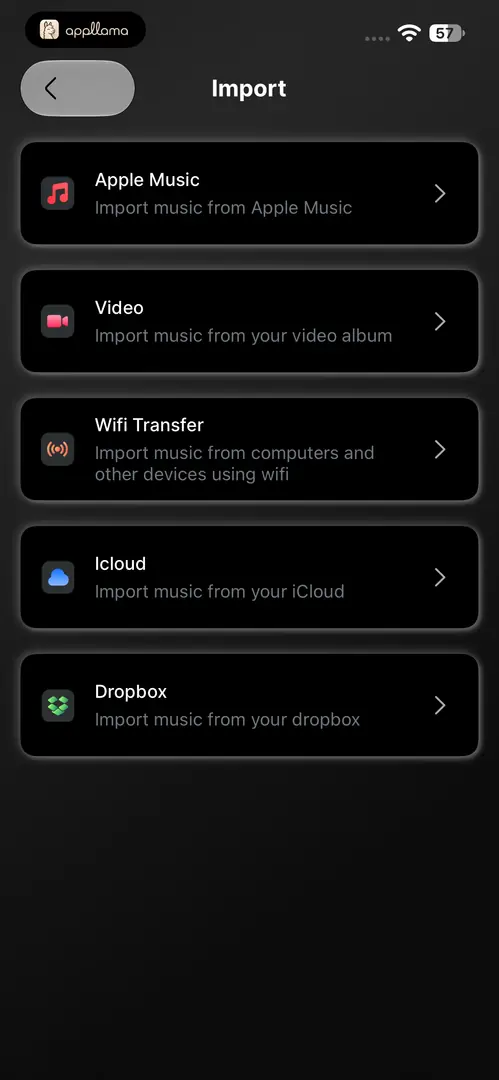 appllama
57
Import
Apple Music
Import music from Apple Music
Video
Import music from your video album
Wifi Transfer
Import music from computers and
other devices using wifi
Icloud
Import music from your iCloud
Dropbox
Import music from your dropbox